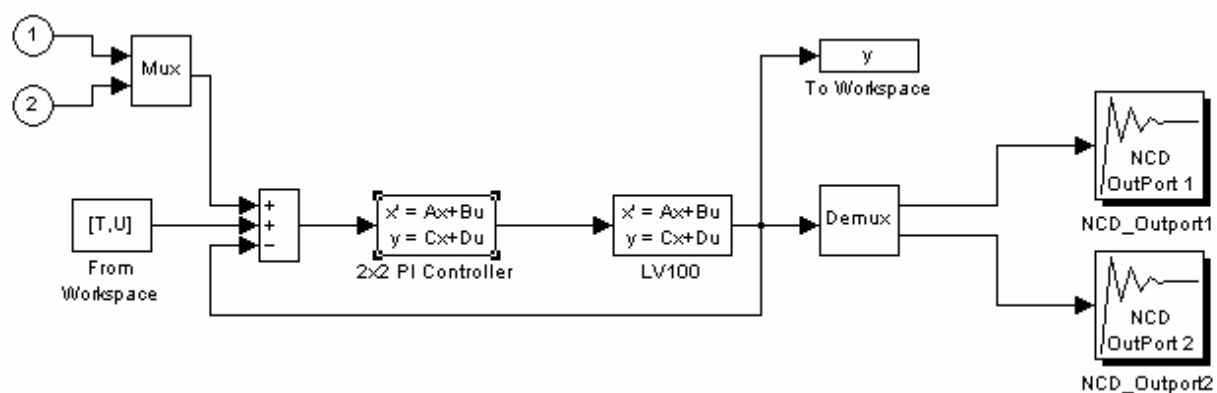 1
2
Mux
[T,U]
From
Workspace
+
+
−
x' = Ax+Bu
y = Cx+Du
2x2 PI Controller
x' = Ax+Bu
y = Cx+Du
LV100
y
To Workspace
Demux
NCD
OutPort 1
NCD_Outport1
NCD
OutPort 2
NCD_Outport2